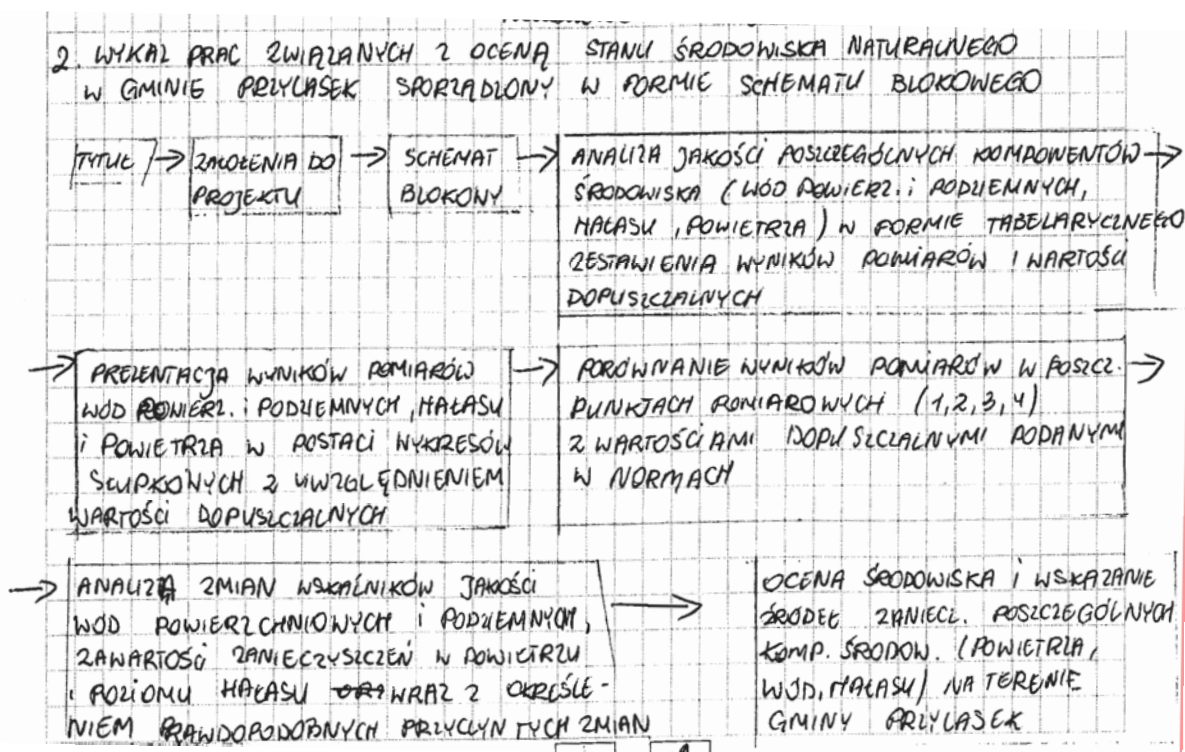 2. WYKAZ PRAC ZWIĄZANYCH Z OCENĄ STANU ŚRODOWISKA NATURALNEGO
W GMINIE PRZYLASEK SPORZĄDZONY W FORMIE SCHEMATU BLOKOWEGO
TYTUŁ → ZAŁOŻENIA DO → SCHEMAT →
PROJEKTU BLOKOWY
ANALIZA JAKOŚCI POSZCZEGÓLNYCH KOMPONENTÓW →
ŚRODOWISKA (WÓD POWIERZ. i PODZIEMNYCH,
HAŁASU, POWIETRZA) W FORMIE TABELARYCZNEGO
ZESTAWIENIA WYNIKÓW POMIARÓW I WARTOŚCI
DOPUSZCZALNYCH
→ PREZENTACJA WYNIKÓW POMIARÓW →
WÓD POWIERZ. i PODZIEMNYCH, HAŁASU
i POWIETRZA W POSTACI WYKRESÓW
SŁUPKOWYCH Z UWZGLĘDNIENIEM
WARTOŚCI DOPUSZCZALNYCH
PORÓWNANIE WYNIKÓW POMIARÓW W POSZCZ. →
PUNKTACH POMIAROWYCH (1,2,3,4)
Z WARTOŚCIAMI DOPUSZCZALNYMI PODANYMI
W NORMACH
→ ANALIZA ZMIAN WSKAŹNIKÓW JAKOŚCI
WÓD POWIERZCHNIOWYCH i PODZIEMNYCH,
ZAWARTOŚCI ZANIECZYSZCZEŃ W POWIETRZU
i POZIOMU HAŁASU WRAZ Z OKREŚLE-
NIEM PRAWDOPODOBNYCH PRZYCZYN TYCH ZMIAN
→ OCENA ŚRODOWISKA i WSKAZANIE
ŹRÓDEŁ ZANIECZ. POSZCZEGÓLNYCH
KOMP. ŚRODOW. (POWIETRZA,
WÓD, HAŁASU) NA TERENIE
GMINY PRZYLASEK